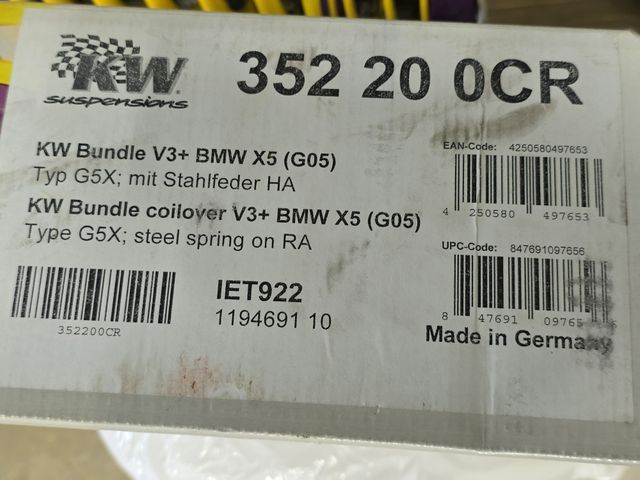 KW
suspensions
352 20 0CR
KW Bundle V3+ BMW X5 (G05)
Typ G5X; mit Stahlfeder HA
KW Bundle coilover V3+ BMW X5 (G05)
Type G5X; steel spring on RA
EAN-Code: 4250580497653
4 250580 497653
UPC-Code: 847691097656
8 47691 09765 6
352200CR
IET922
1194691 10
Made in Germany